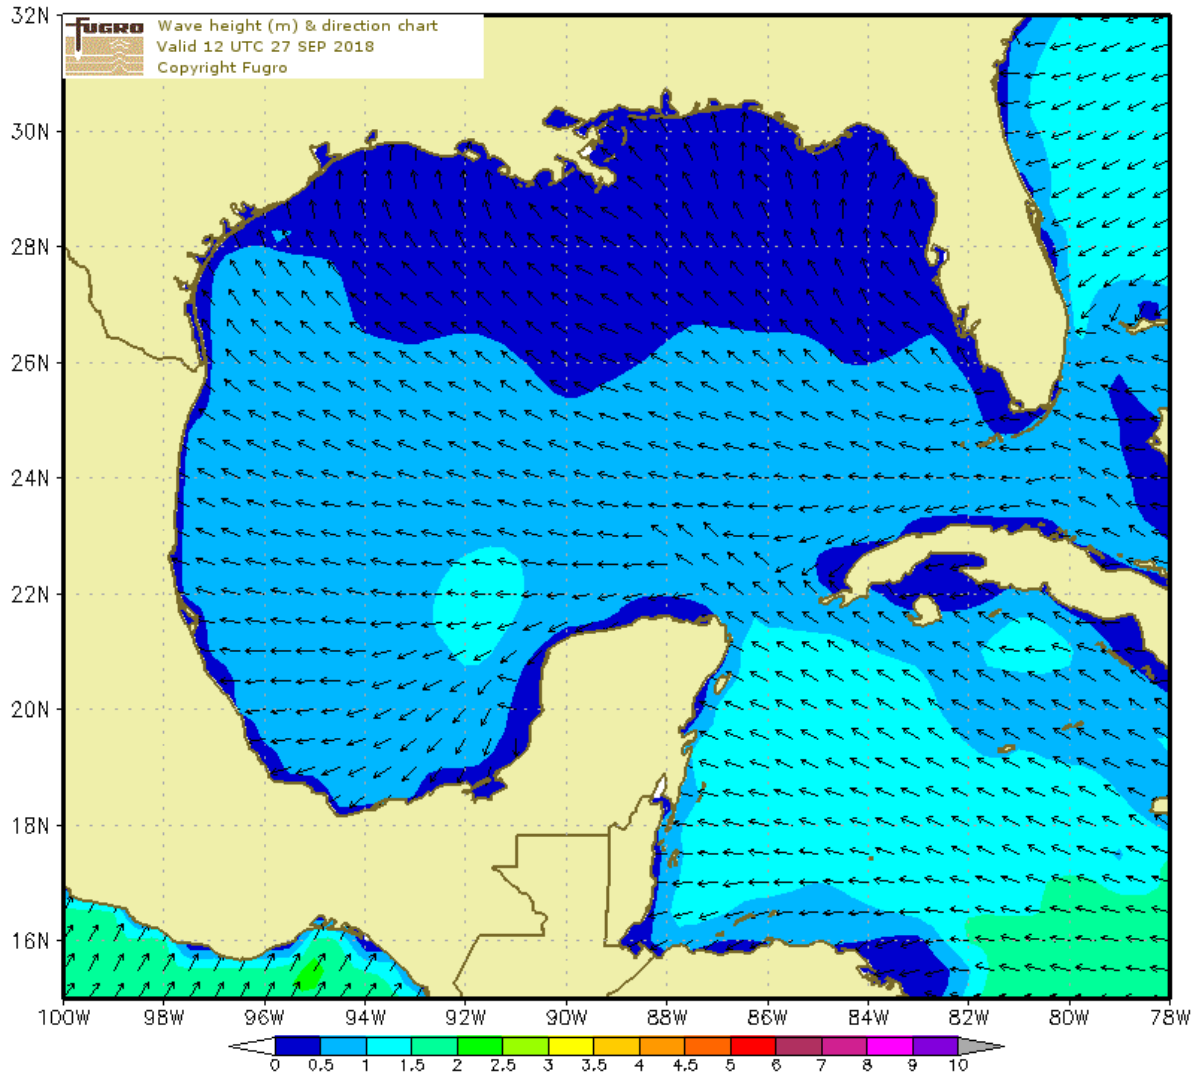 32N
FUGRO
Wave height (m) & direction chart
Valid 12 UTC 27 SEP 2018
Copyright Fugro
30N
28N
26N
24N
22N
20N
18N
16N
100W 98W 96W 94W 92W 90W 88W 86W 84W 82W 80W 78W
0 0.5 1 1.5 2 2.5 3 3.5 4 4.5 5 6 7 8 9 10